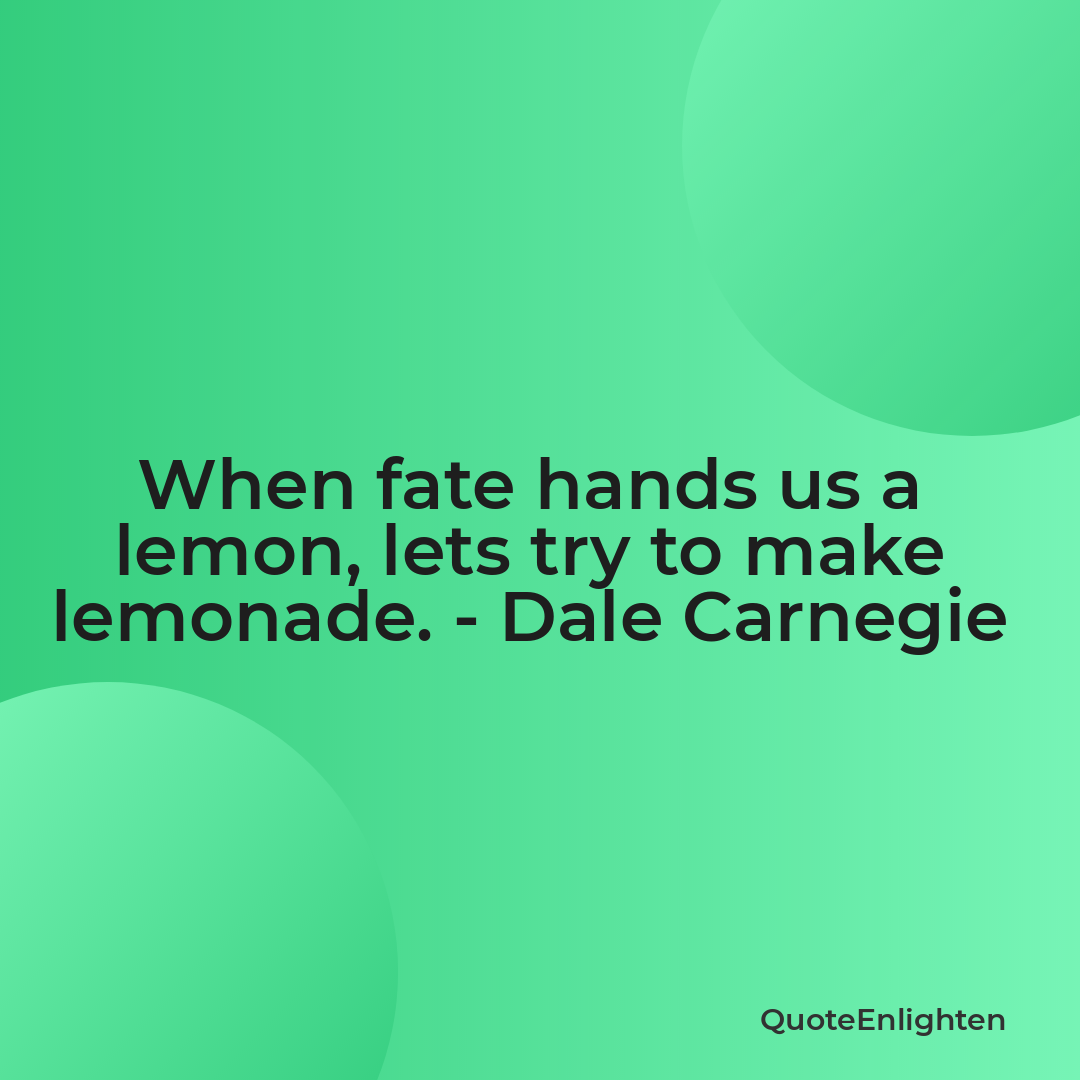 When fate hands us a
lemon, lets try to make
lemonade. - Dale Carnegie
QuoteEnlighten